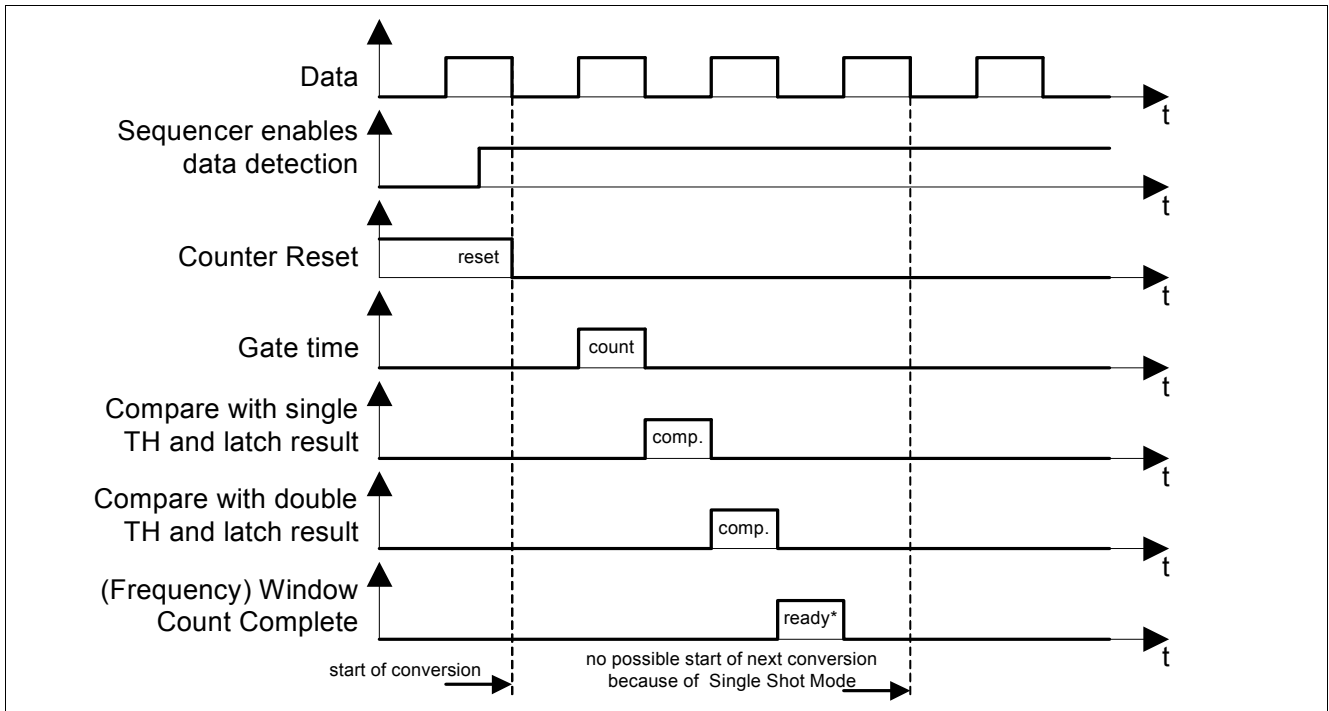 Data
t
Sequencer enables
data detection
t
Counter Reset
reset
t
Gate time
count
t
Compare with single
TH and latch result
comp.
t
Compare with double
TH and latch result
comp.
t
(Frequency) Window
Count Complete
ready*
t
start of conversion
no possible start of next conversion
because of Single Shot Mode